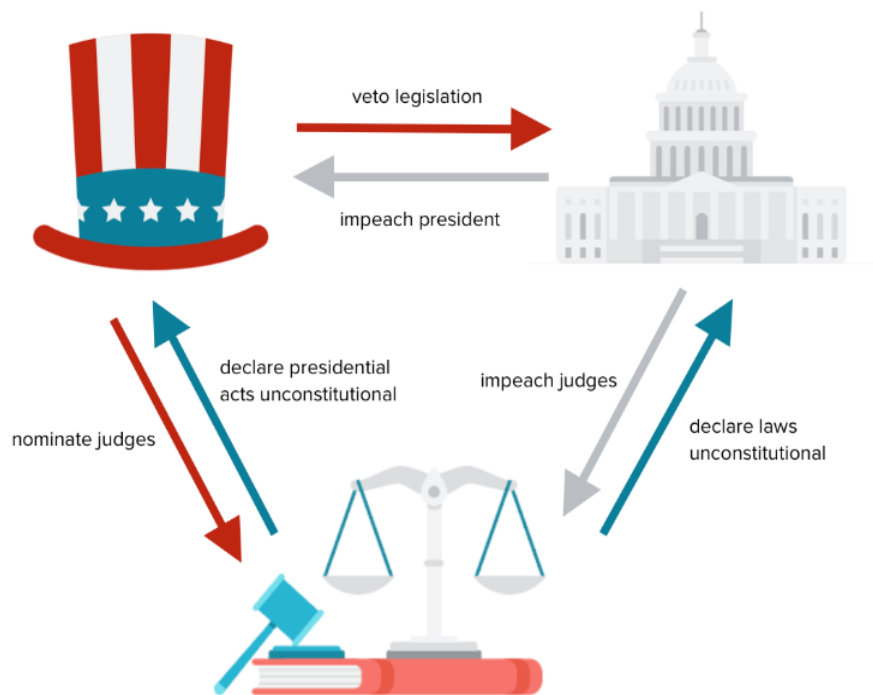 veto legislation
impeach president
declare presidential
acts unconstitutional
impeach judges
nominate judges
declare laws
unconstitutional